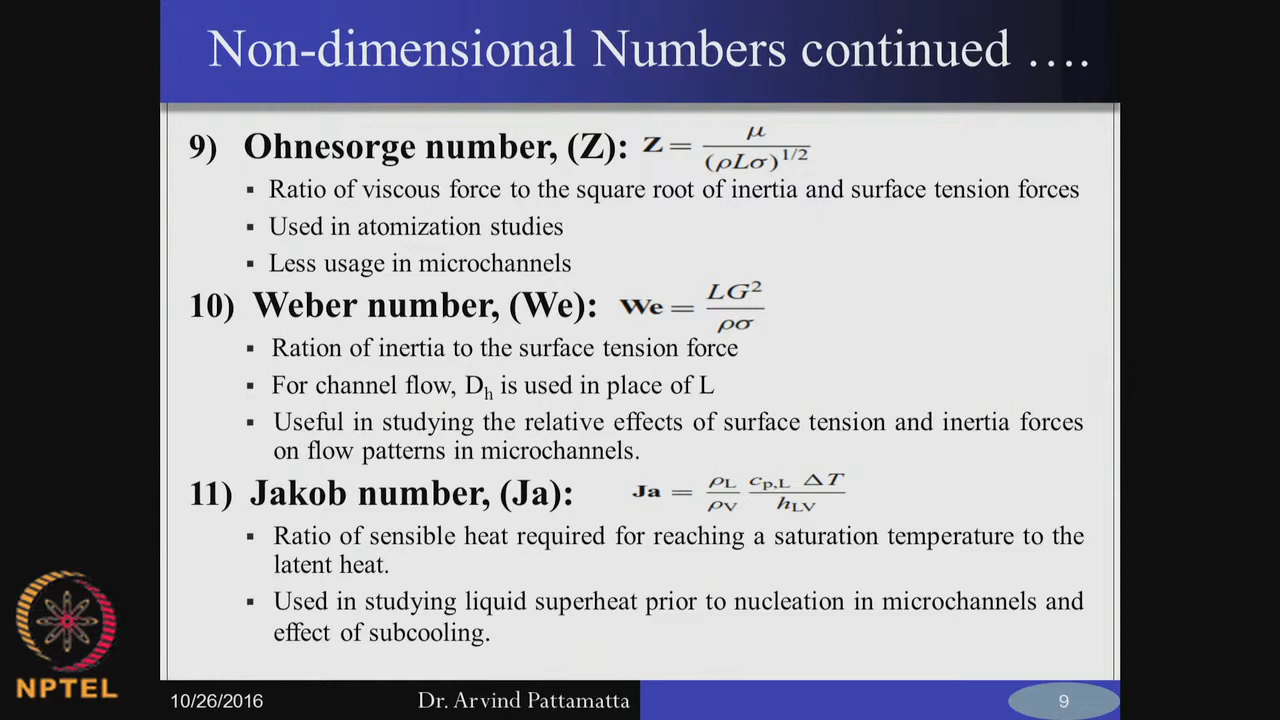 Non-dimensional Numbers continued ....
9) Ohnesorge number, (Z): Z = μ / (ρLσ)^1/2
▪ Ratio of viscous force to the square root of inertia and surface tension forces
▪ Used in atomization studies
▪ Less usage in microchannels
10) Weber number, (We): We = LG² / ρσ
▪ Ration of inertia to the surface tension force
▪ For channel flow, Dₕ is used in place of L
▪ Useful in studying the relative effects of surface tension and inertia forces
on flow patterns in microchannels.
11) Jakob number, (Ja): Ja = ρL/ρV cp,L ΔT / hLV
▪ Ratio of sensible heat required for reaching a saturation temperature to the
latent heat.
▪ Used in studying liquid superheat prior to nucleation in microchannels and
effect of subcooling.
NPTEL
10/26/2016 Dr. Arvind Pattamatta 9